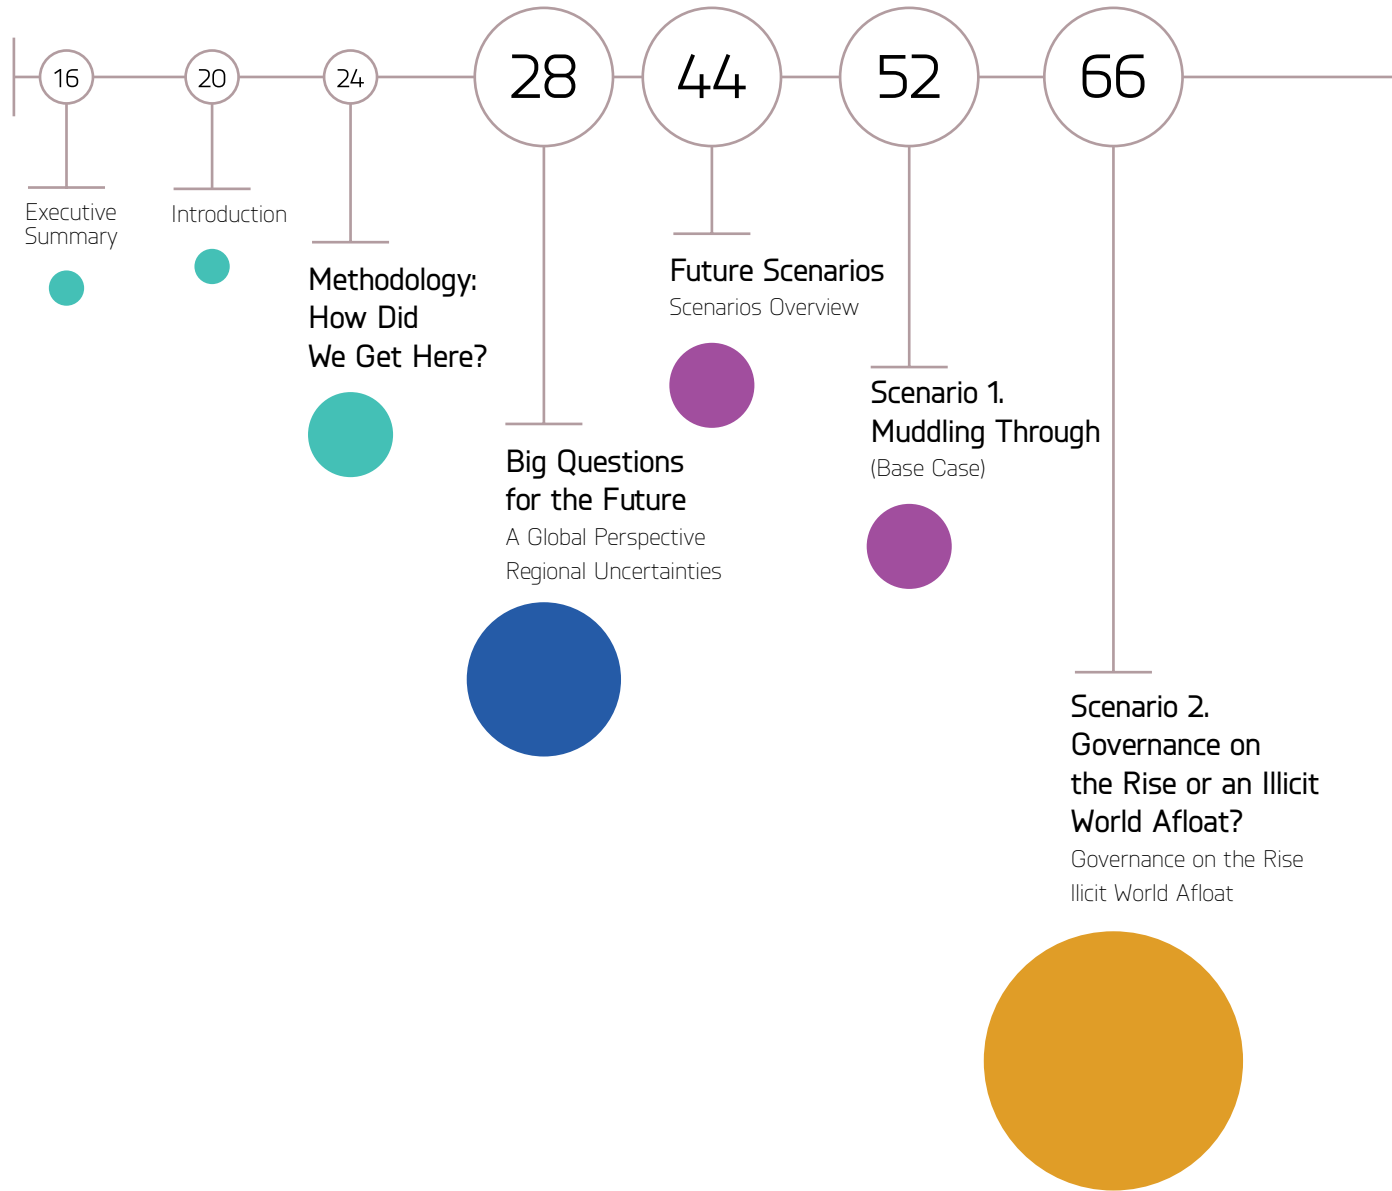 16
20
24
28
44
52
66
Executive
Summary
Introduction
Methodology:
How Did
We Get Here?
Big Questions
for the Future
A Global Perspective
Regional Uncertainties
Future Scenarios
Scenarios Overview
Scenario 1.
Muddling Through
(Base Case)
Scenario 2.
Governance on
the Rise or an Illicit
World Afloat?
Governance on the Rise
Ilicit World Afloat